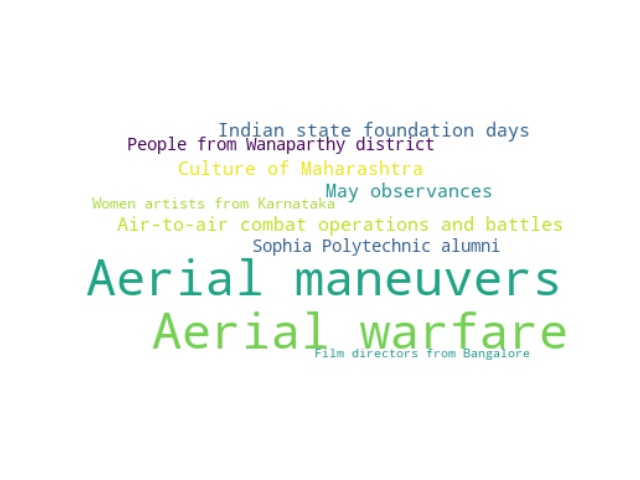 Indian state foundation days
People from Wanaparthy district
Culture of Maharashtra
May observances
Women artists from Karnataka
Air-to-air combat operations and battles
Sophia Polytechnic alumni
Aerial maneuvers
Aerial warfare
Film directors from Bangalore